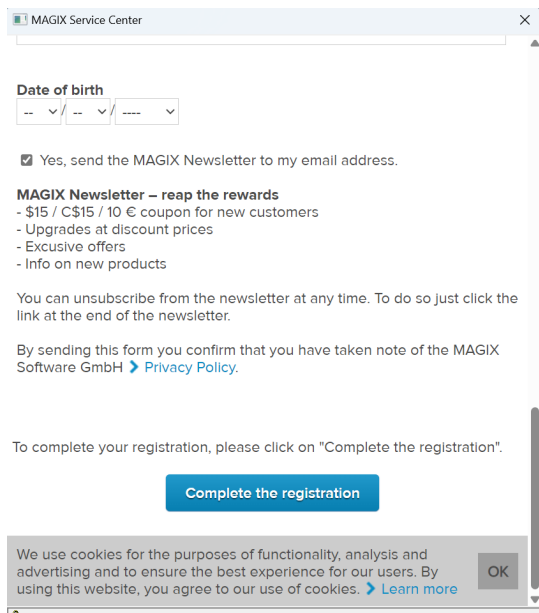 MAGIX Service Center
Date of birth
-- / -- / ----
Yes, send the MAGIX Newsletter to my email address.
MAGIX Newsletter – reap the rewards
- $15 / C$15 / 10 € coupon for new customers
- Upgrades at discount prices
- Excusive offers
- Info on new products
You can unsubscribe from the newsletter at any time. To do so just click the
link at the end of the newsletter.
By sending this form you confirm that you have taken note of the MAGIX
Software GmbH Privacy Policy.
To complete your registration, please click on "Complete the registration".
Complete the registration
We use cookies for the purposes of functionality, analysis and
advertising and to ensure the best experience for our users. By
using this website, you agree to our use of cookies. Learn more
OK